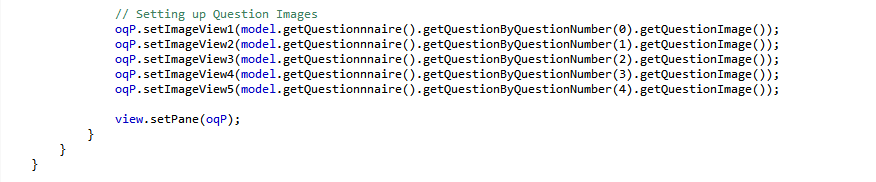 // Setting up Question Images
oqP.setImageView1(model.getQuestionnnaire().getQuestionByQuestionNumber(0).getQuestionImage());
oqP.setImageView2(model.getQuestionnnaire().getQuestionByQuestionNumber(1).getQuestionImage());
oqP.setImageView3(model.getQuestionnnaire().getQuestionByQuestionNumber(2).getQuestionImage());
oqP.setImageView4(model.getQuestionnnaire().getQuestionByQuestionNumber(3).getQuestionImage());
oqP.setImageView5(model.getQuestionnnaire().getQuestionByQuestionNumber(4).getQuestionImage());
view.setPane(oqP);
}
}
}